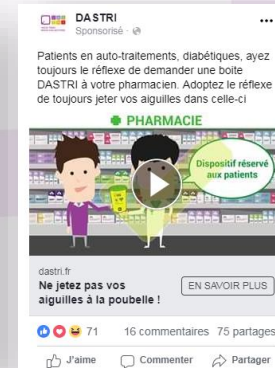 DASTRI
Sponsorisé
Patients en auto-traitements, diabétiques, ayez
toujours le réflexe de demander une boite
DASTRI à votre pharmacien. Adoptez le réflexe
de toujours jeter vos aiguilles dans celle-ci
PHARMACIE
Dispositif réservé
aux patients
dastri.fr
Ne jetez pas vos
aiguilles à la poubelle !
EN SAVOIR PLUS
71 16 commentaires 75 partages
J'aime Commenter Partager